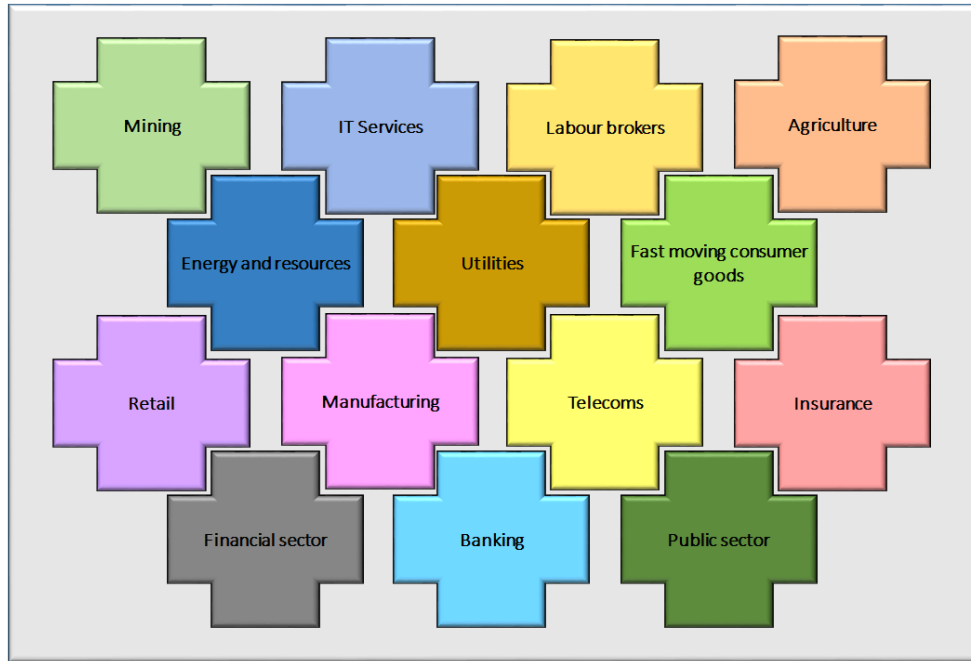 Mining
IT Services
Labour brokers
Agriculture
Energy and resources
Utilities
Fast moving consumer
goods
Retail
Manufacturing
Telecoms
Insurance
Financial sector
Banking
Public sector